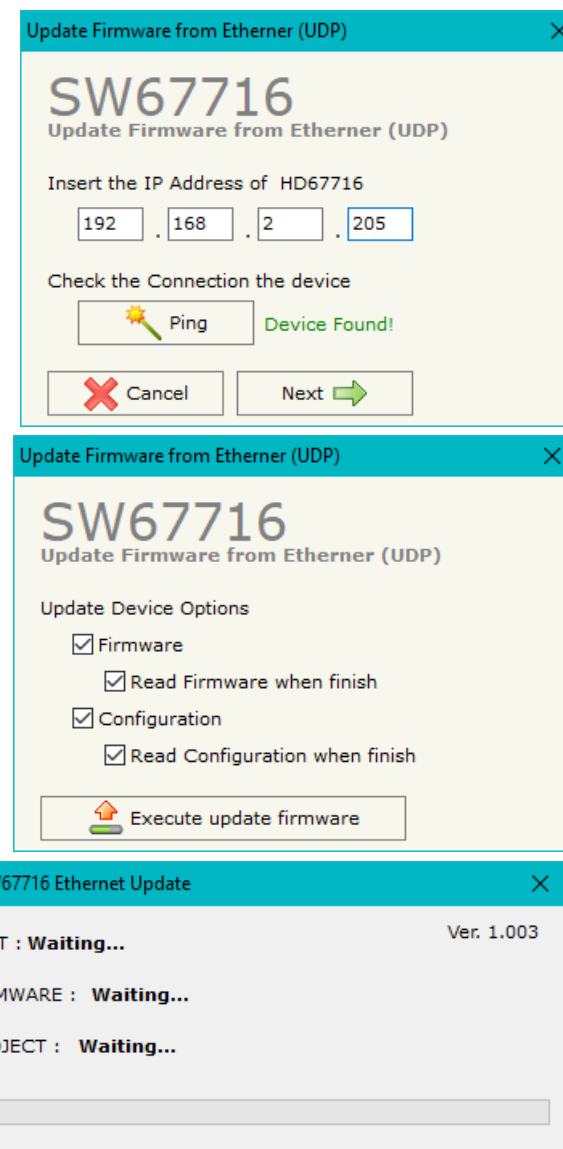 Update Firmware from Etherner (UDP)
SW67716
Update Firmware from Etherner (UDP)
Insert the IP Address of HD67716
192 . 168 . 2 . 205
Check the Connection the device
Ping Device Found!
Cancel Next
Update Firmware from Etherner (UDP)
SW67716
Update Firmware from Etherner (UDP)
Update Device Options
Firmware
Read Firmware when finish
Configuration
Read Configuration when finish
Execute update firmware
67716 Ethernet Update
Ver. 1.003
T : Waiting...
MWARE : Waiting...
JECT : Waiting...